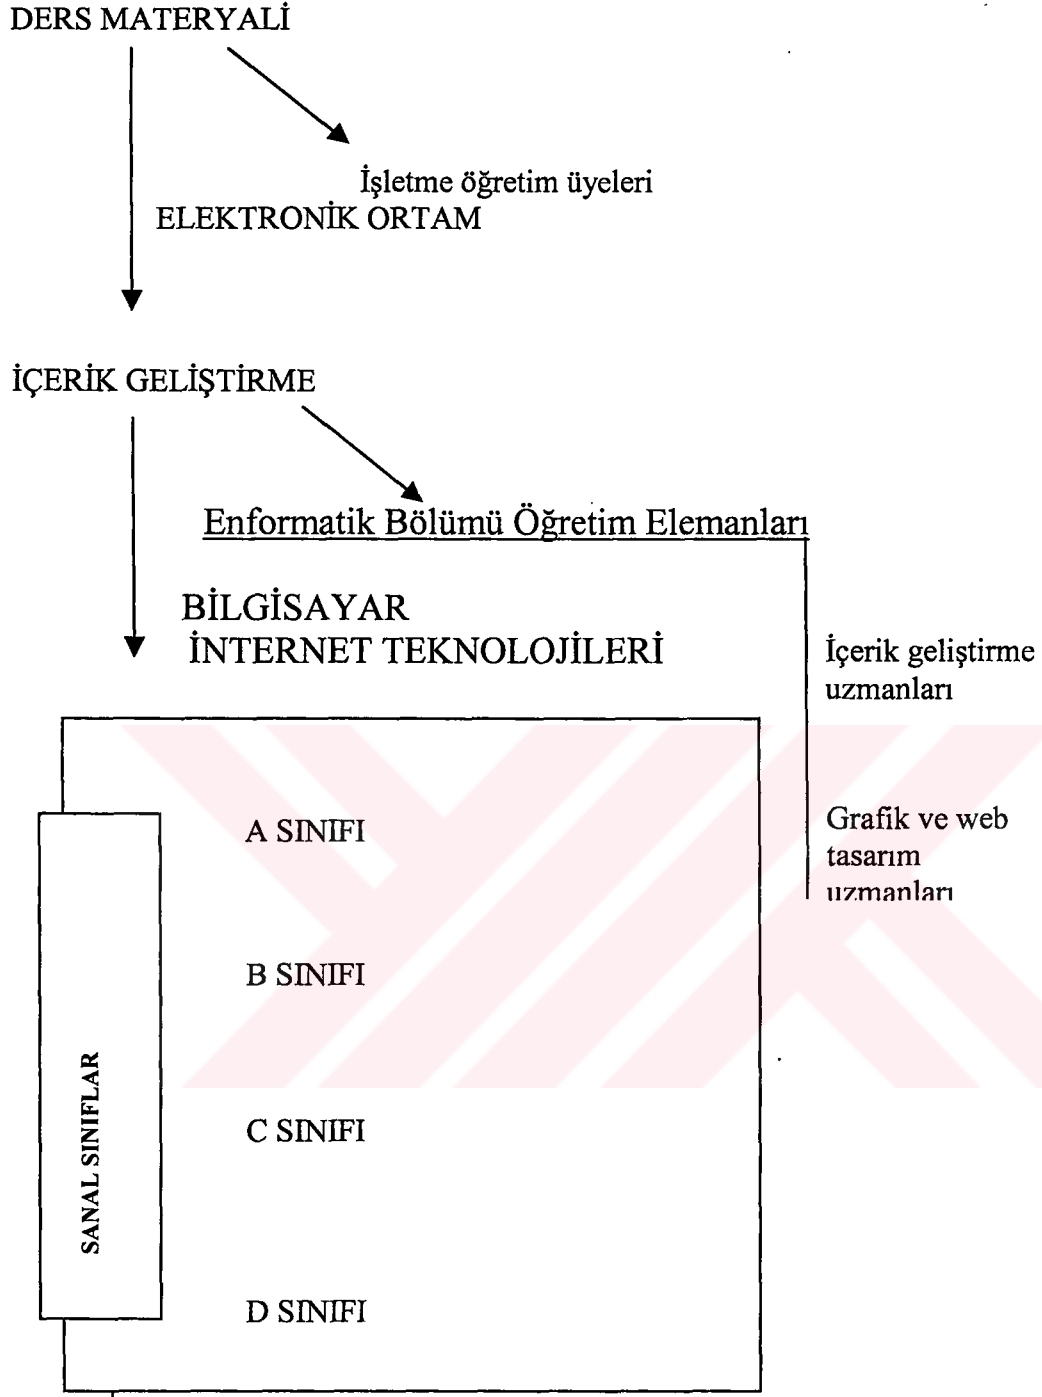 DERS MATERYALİ
İşletme öğretim üyeleri
ELEKTRONİK ORTAM
İÇERİK GELİŞTİRME
Enformatik Bölümü Öğretim Elemanları
BİLGİSAYAR
İNTERNET TEKNOLOJİLERİ
İçerik geliştirme
uzmanları
Grafik ve web
tasarım
uzmanları
SANAL SINIFLAR
A SINIFI
B SINIFI
C SINIFI
D SINIFI